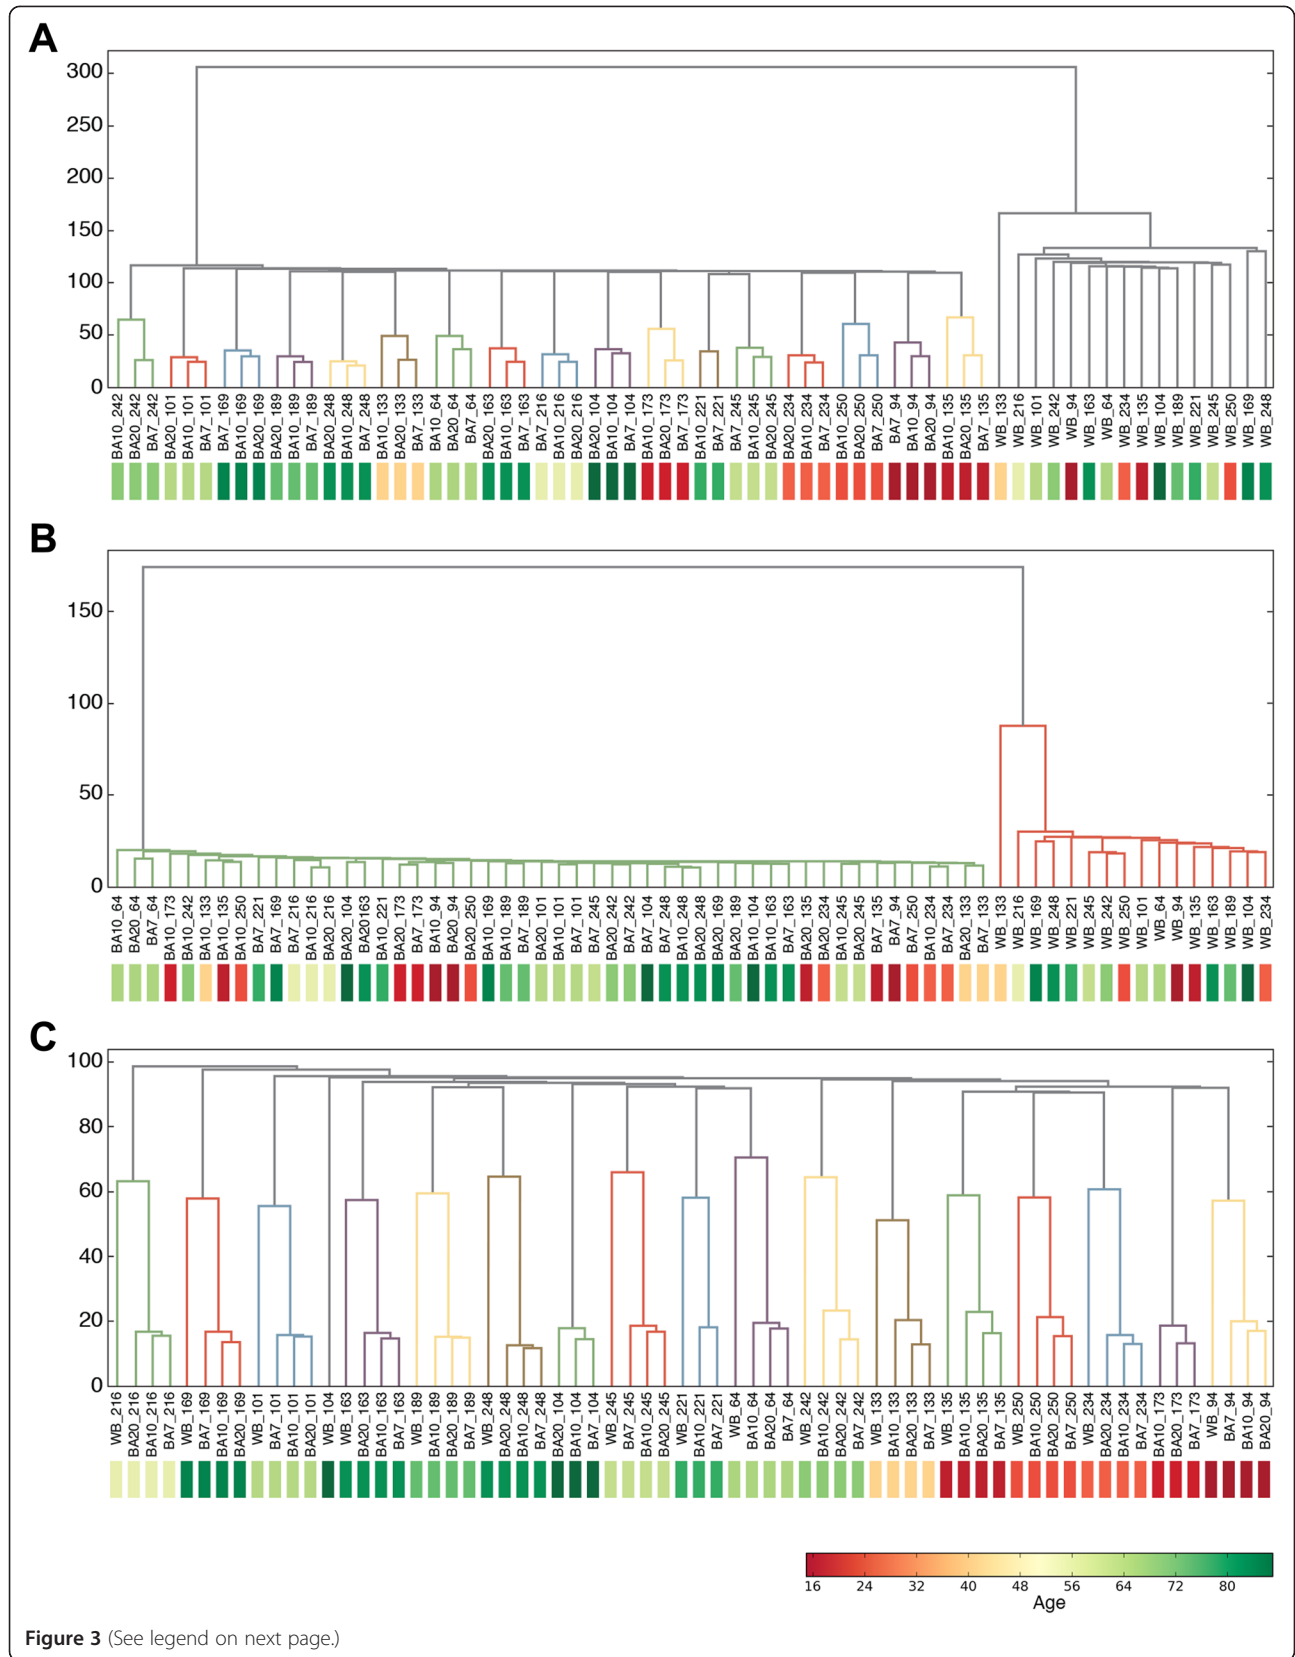 A
300
250
200
150
100
50
0
BA10_242 BA20_242 BA7_242 BA20_101 BA10_101 BA7_101 BA7_169 BA10_169 BA20_169 BA20_189 BA10_189 BA7_189 BA20_248 BA10_248 BA7_248 BA10_133 BA20_133 BA7_133 BA10_64 BA20_64 BA7_64 BA20_163 BA10_163 BA7_163 BA7_216 BA10_216 BA20_216 BA20_104 BA10_104 BA7_104 BA10_173 BA20_173 BA7_173 BA10_221 BA7_221 BA7_245 BA10_245 BA20_245 BA20_234 BA10_234 BA7_234 BA10_250 BA20_250 BA7_250 BA7_94 BA10_94 BA20_94 BA10_135 BA20_135 BA7_135 WB_133 WB_216 WB_101 WB_242 WB_94 WB_163 WB_64 WB_234 WB_135 WB_104 WB_189 WB_221 WB_245 WB_250 WB_169 WB_248
B
150
100
50
0
BA10_64 BA20_64 BA7_64 BA10_173 BA10_242 BA10_133 BA10_135 BA10_250 BA7_221 BA7_169 BA7_216 BA10_216 BA20_216 BA20_104 BA20163 BA10_221 BA20_173 BA7_173 BA10_94 BA20_94 BA20_250 BA10_169 BA10_189 BA7_189 BA20_101 BA10_101 BA7_101 BA7_245 BA20_242 BA7_242 BA7_104 BA7_248 BA10_248 BA20_248 BA20_169 BA20_189 BA10_104 BA10_163 BA7_163 BA20_135 BA20_234 BA10_245 BA20_245 BA7_135 BA7_94 BA7_250 BA10_234 BA7_234 BA20_133 BA7_133 WB_133 WB_216 WB_169 WB_248 WB_221 WB_245 WB_242 WB_250 WB_101 WB_64 WB_94 WB_135 WB_163 WB_189 WB_104 WB_234
C
100
80
60
40
20
0
WB_216 BA20_216 BA10_216 BA7_216 WB_169 BA7_169 BA10_169 BA20_169 WB_101 BA7_101 BA10_101 BA20_101 WB_104 WB_163 BA20_163 BA10_163 BA7_163 WB_189 BA10_189 BA20_189 BA7_189 WB_248 BA20_248 BA10_248 BA7_248 BA20_104 BA10_104 BA7_104 WB_245 BA7_245 BA10_245 BA20_245 WB_221 BA10_221 BA7_221 WB_64 BA10_64 BA20_64 BA7_64 WB_242 BA10_242 BA20_242 BA7_242 WB_133 BA10_133 BA20_133 BA7_133 WB_135 BA10_135 BA20_135 BA7_135 WB_250 BA10_250 BA20_250 BA7_250 WB_234 BA20_234 BA10_234 BA7_234 BA10_173 BA20_173 BA7_173 WB_94 BA7_94 BA10_94 BA20_94
16 24 32 40 48 56 64 72 80
Age
Figure 3 (See legend on next page.)